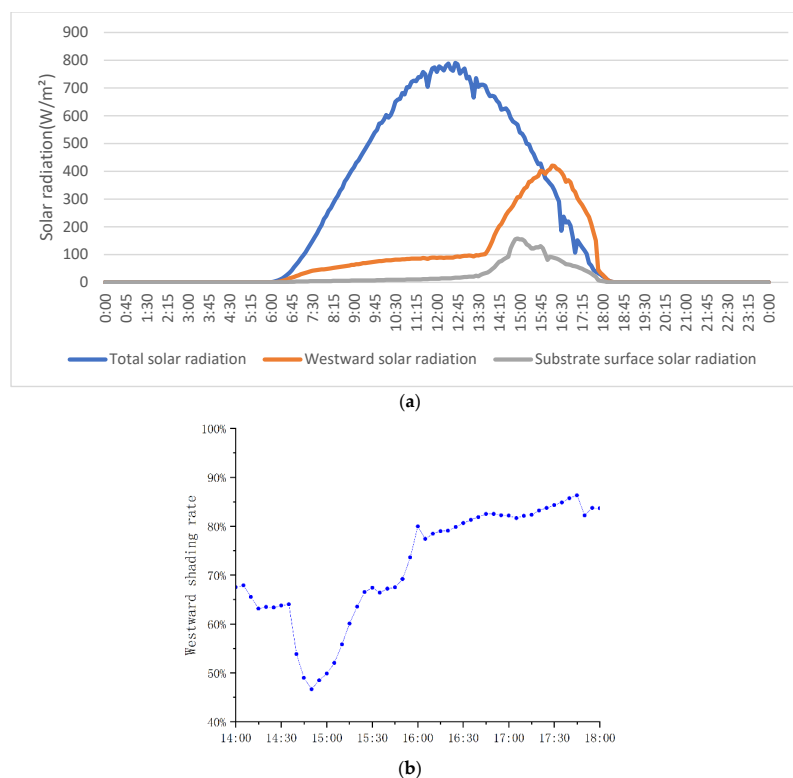 900
800
700
600
500
400
300
200
100
0
Solar radiation(W/m²)
0:00 0:45 1:30 2:15 3:00 3:45 4:30 5:15 6:00 6:45 7:30 8:15 9:00 9:45 10:30 11:15 12:00 12:45 13:30 14:15 15:00 15:45 16:30 17:15 18:00 18:45 19:30 20:15 21:00 21:45 22:30 23:15 0:00
Total solar radiation Westward solar radiation Substrate surface solar radiation
(a)
100%
90%
80%
70%
60%
50%
40%
Westward shading rate
14:00 14:30 15:00 15:30 16:00 16:30 17:00 17:30 18:00
(b)